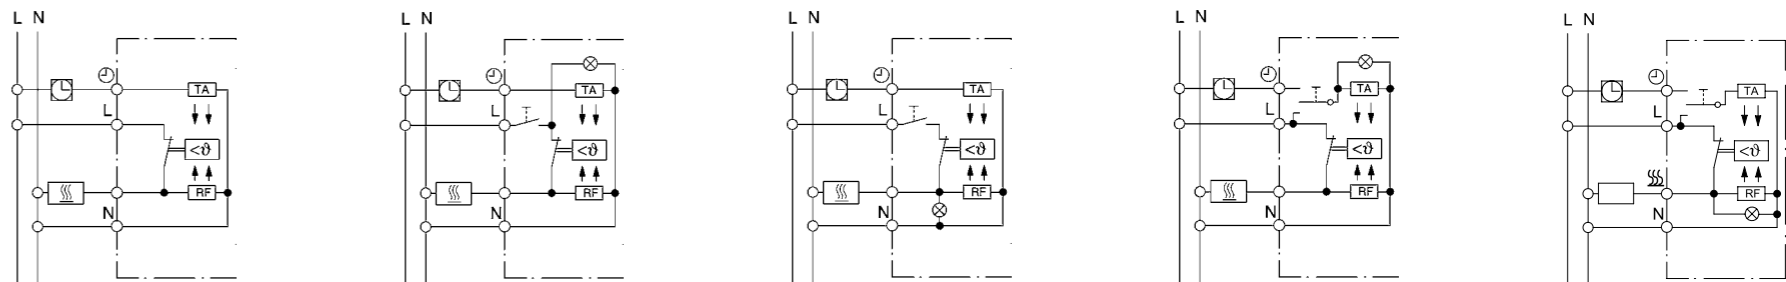 L N L N L N L N L N
TA TA TA TA TA
L L L L L
<ϑ <ϑ <ϑ <ϑ <ϑ
RF RF RF RF RF
N N N N N